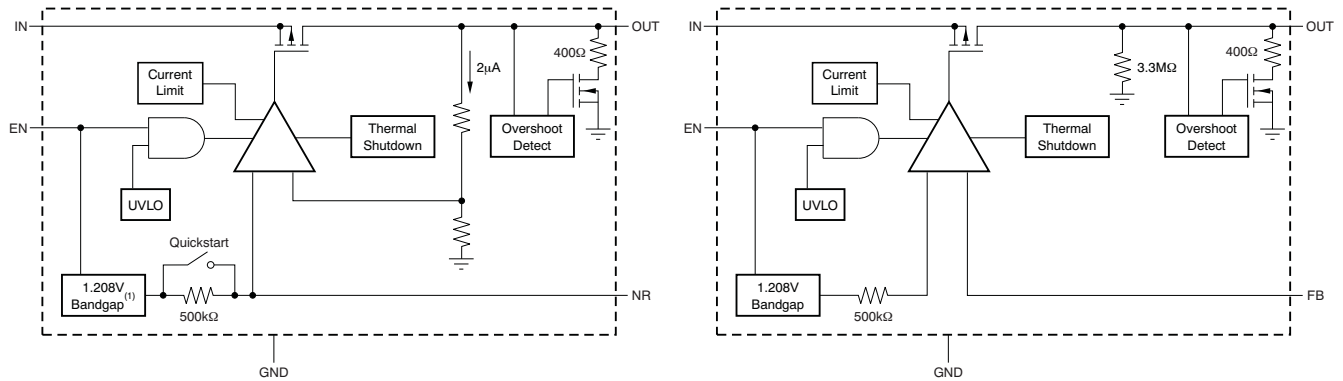 IN
OUT
400Ω
2μA
Current
Limit
EN
Thermal
Shutdown
Overshoot
Detect
UVLO
Quickstart
1.208V
Bandgap
(1)
500kΩ
NR
GND
IN
OUT
400Ω
3.3MΩ
Current
Limit
EN
Thermal
Shutdown
Overshoot
Detect
UVLO
1.208V
Bandgap
500kΩ
FB
GND